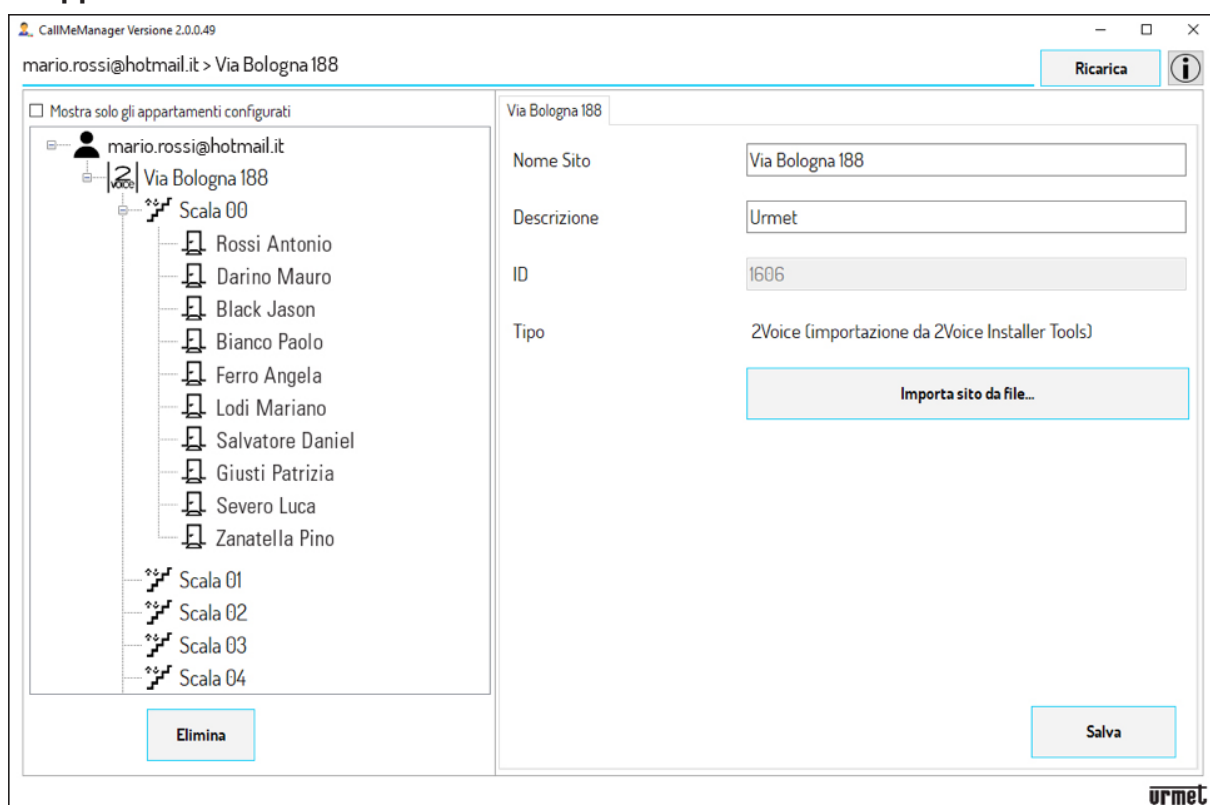 CallMeManager Versione 2.0.0.49
mario.rossi@hotmail.it > Via Bologna 188
Ricarica
Mostra solo gli appartamenti configurati
mario.rossi@hotmail.it
2 voice Via Bologna 188
Scala 00
Rossi Antonio
Darino Mauro
Black Jason
Bianco Paolo
Ferro Angela
Lodi Mariano
Salvatore Daniel
Giusti Patrizia
Severo Luca
Zanatella Pino
Scala 01
Scala 02
Scala 03
Scala 04
Elimina
Via Bologna 188
Nome Sito Via Bologna 188
Descrizione Urmet
ID 1606
Tipo 2Voice (importazione da 2Voice Installer Tools)
Importa sito da file...
Salva
urmet